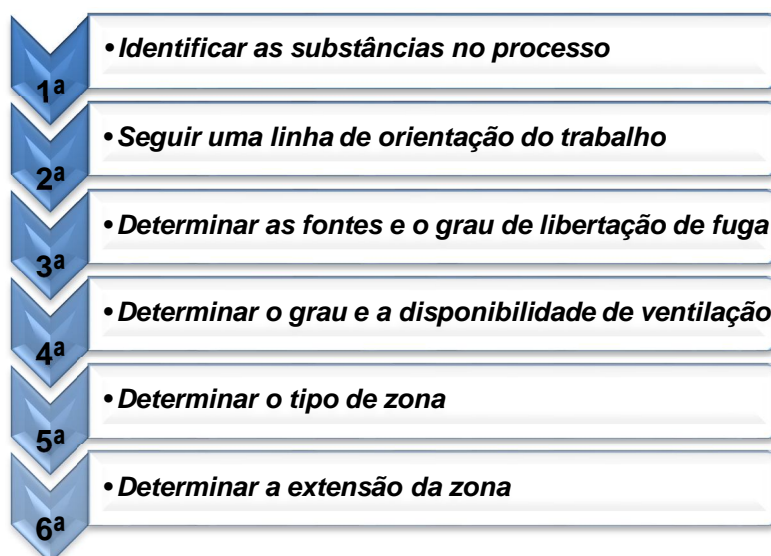 1ª
• Identificar as substâncias no processo
2ª
• Seguir uma linha de orientação do trabalho
3ª
• Determinar as fontes e o grau de libertação de fuga
4ª
• Determinar o grau e a disponibilidade de ventilação
5ª
• Determinar o tipo de zona
6ª
• Determinar a extensão da zona